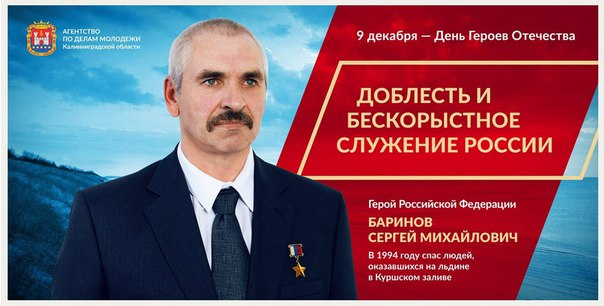 АГЕНТСТВО
ПО ДЕЛАМ МОЛОДЕЖИ
Калининградской области
9 декабря — День Героев Отечества
ДОБЛЕСТЬ И
БЕСКОРЫСТНОЕ
СЛУЖЕНИЕ РОССИИ
Герой Российской Федерации
БАРИНОВ
СЕРГЕЙ МИХАЙЛОВИЧ
В 1994 году спас людей,
оказавшихся на льдине
в Куршском заливе